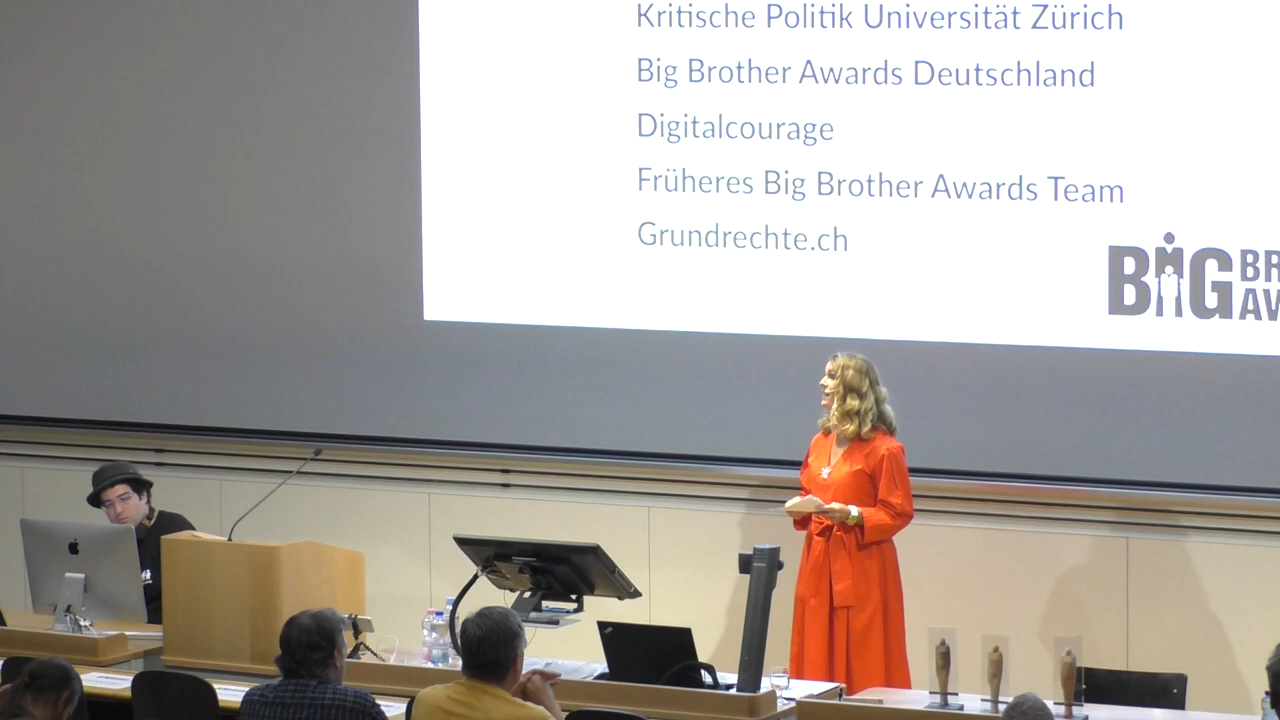 Kritische Politik Universität Zürich
Big Brother Awards Deutschland
Digitalcourage
Früheres Big Brother Awards Team
Grundrechte.ch
BIG